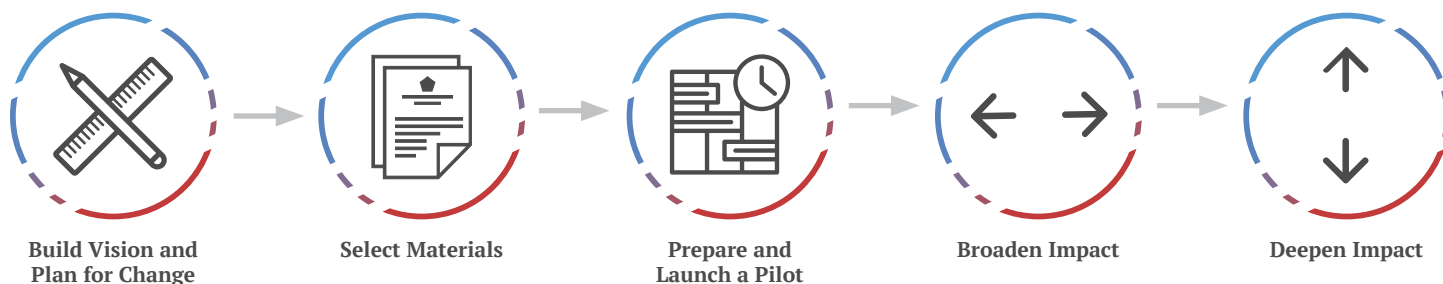 Build Vision and
Plan for Change
Select Materials
Prepare and
Launch a Pilot
Broaden Impact
Deepen Impact